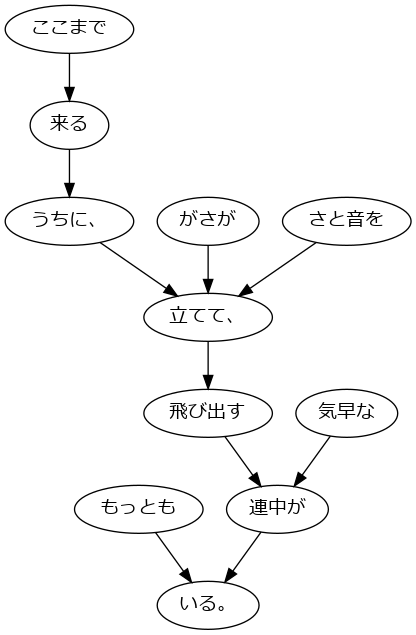 ここまで
来る
うちに、
がさが
さと音を
立てて、
飛び出す
気早な
もっとも
連中が
いる。